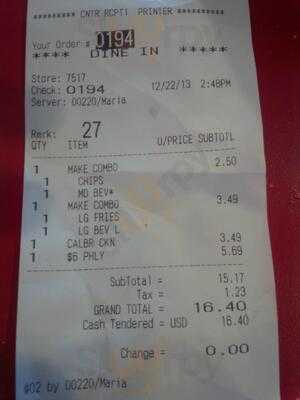 ********* CNTR RCPT1 PRINTER *********
Your Order # 0194
**** DINE IN *****
Store: 7517
Check: 0194 12/22/13 2:48PM
Server: 00220/Maria
Rerk: 27
QTY ITEM U/PRICE SUBTOTL
1 MAKE COMBO 2.50
1 CHIPS
1 MD BEV*
1 MAKE COMBO 3.49
1 LG FRIES
1 LG BEV L
1 CALBR CKN 3.49
1 $6 PHLY 5.69
SubTotal = 15.17
Tax = 1.23
GRAND TOTAL = 16.40
Cash Tendered = USD 16.40
Change = 0.00
@02 by 00220/Maria